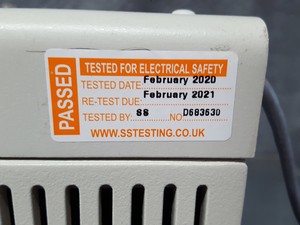 PASSED
TESTED FOR ELECTRICAL SAFETY
TESTED DATE: February 2020
RE-TEST DUE: February 2021
TESTED BY: SS NO: D683630
WWW.SSTESTING.CO.UK